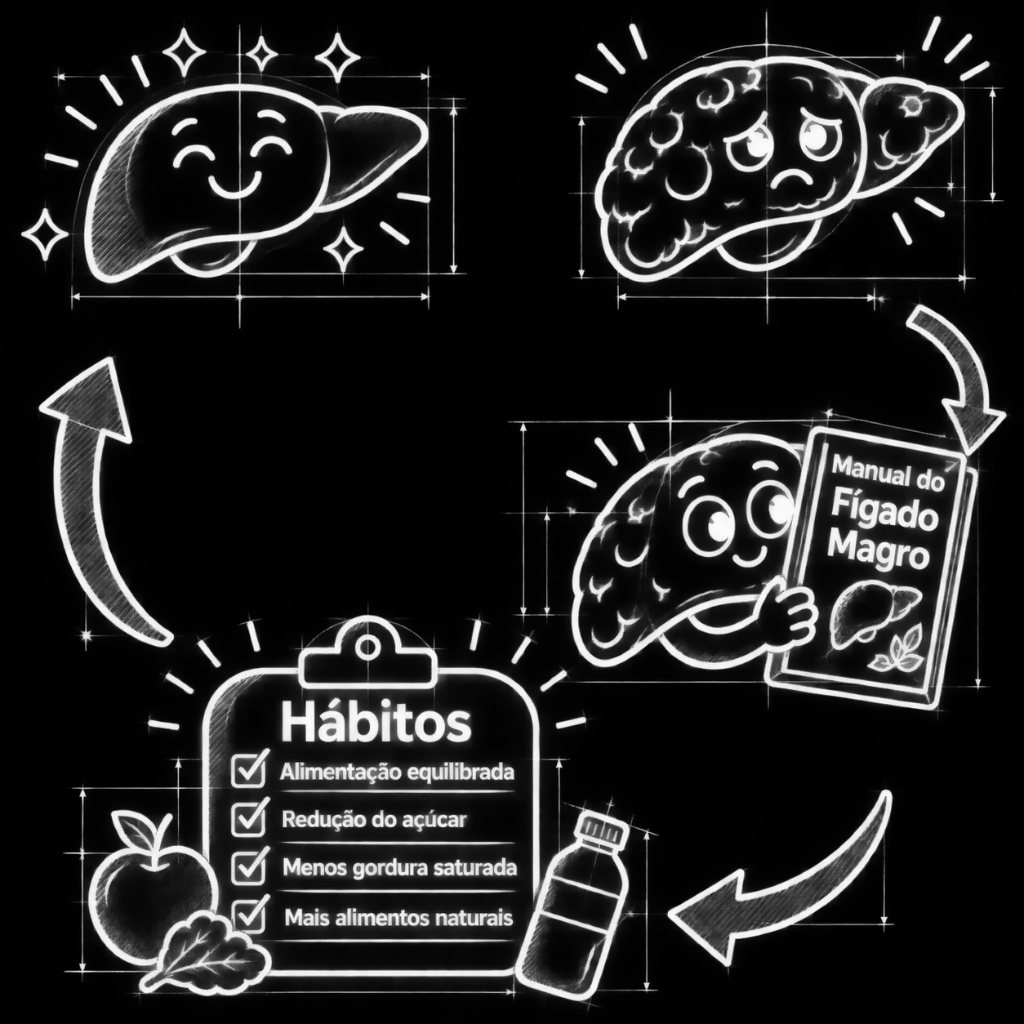 Manual do
Fígado
Magro
Hábitos
Alimentação equilibrada
Redução do açúcar
Menos gordura saturada
Mais alimentos naturais